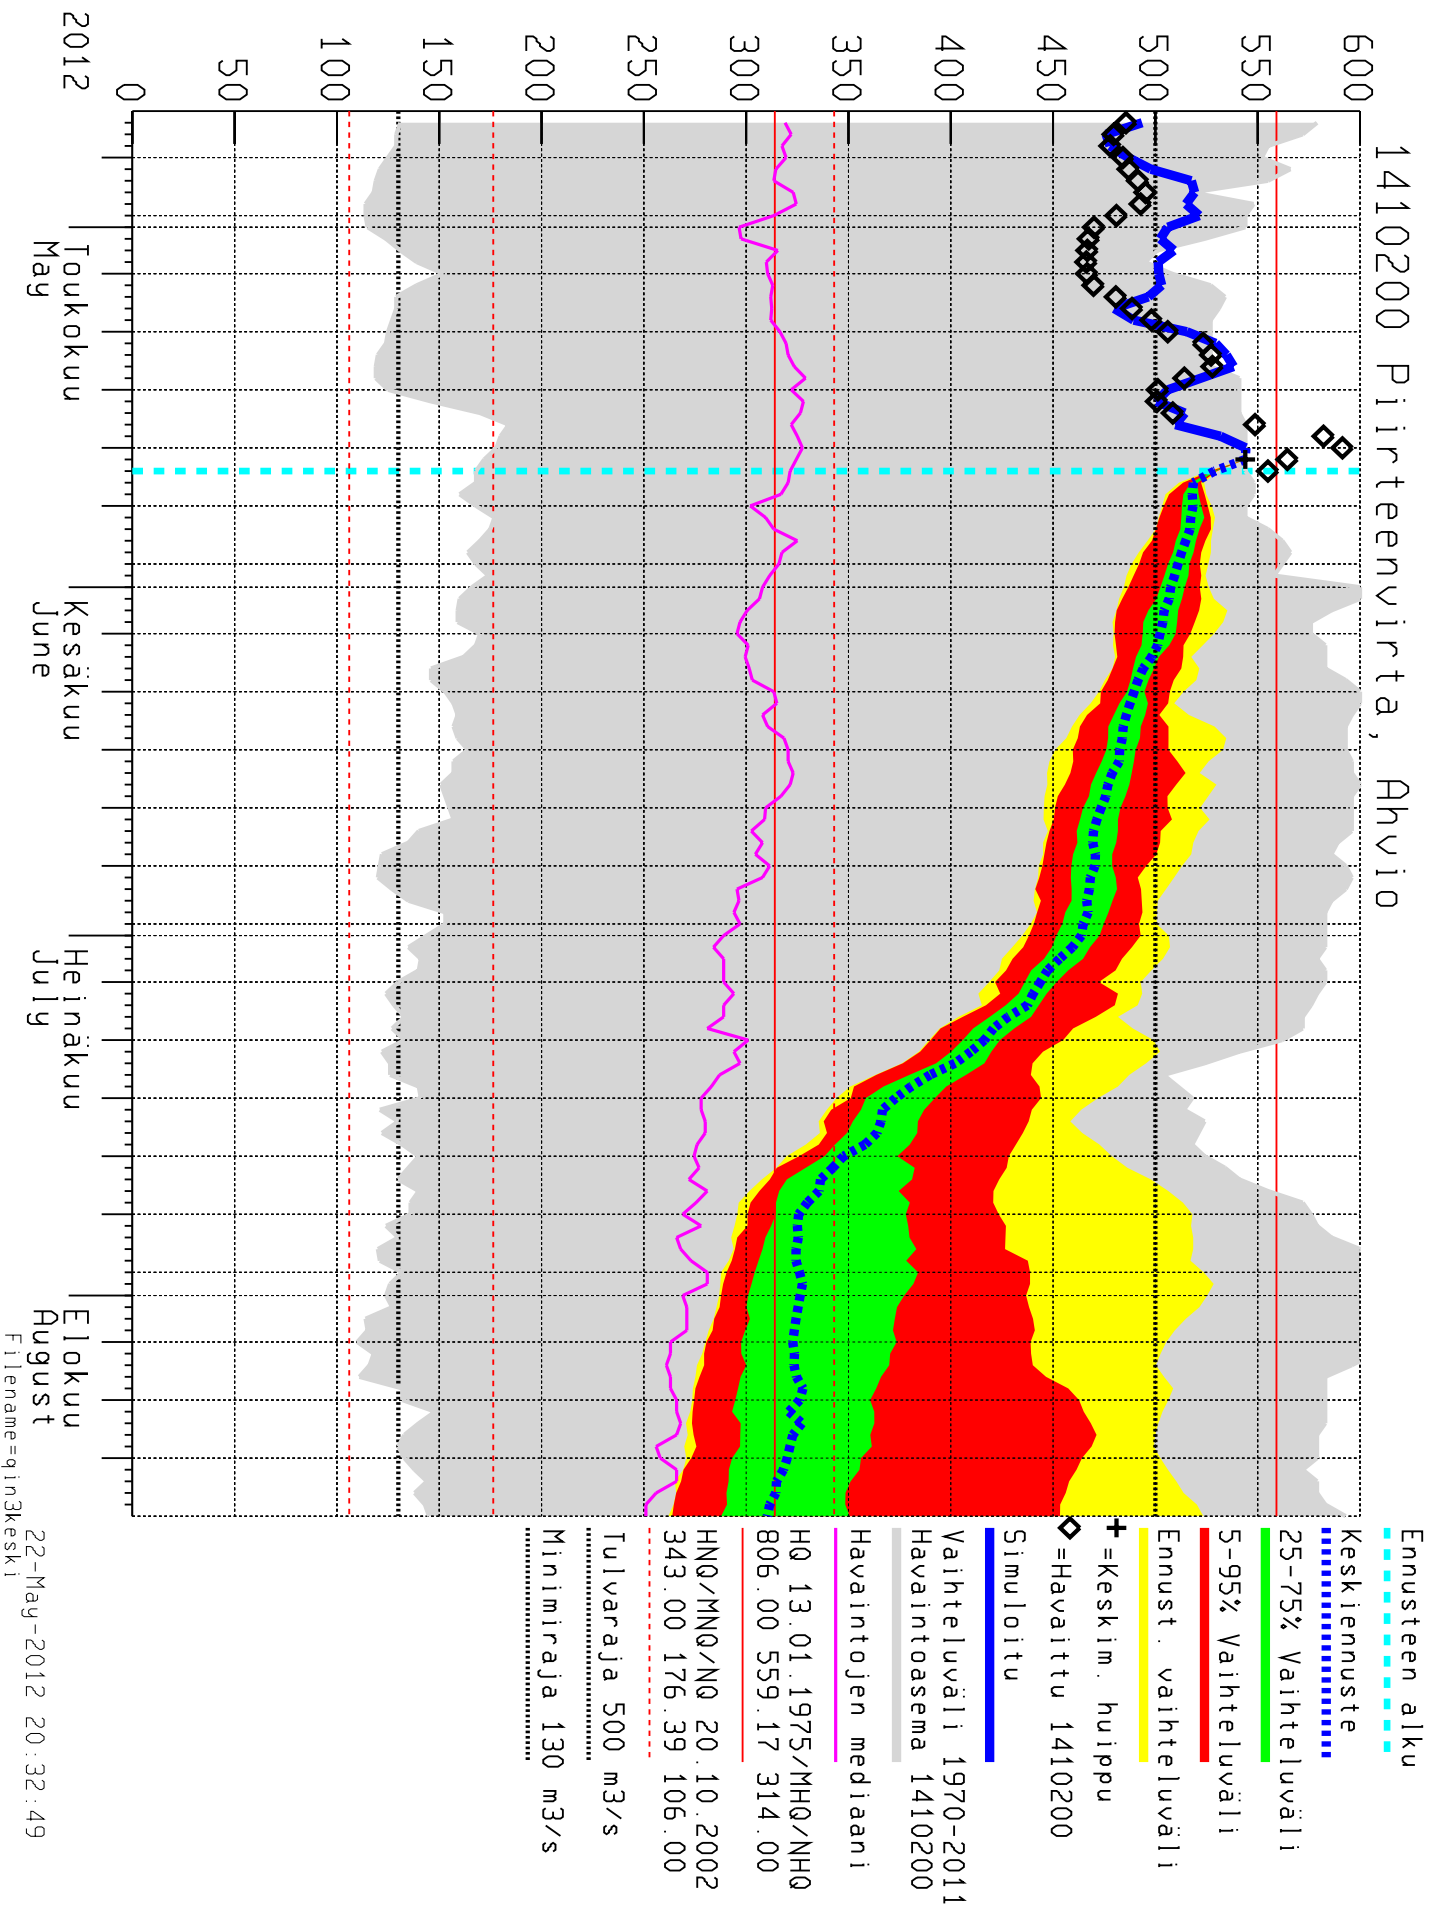 1410200 Piirteenvirta, Ahvio
600
550
500
450
400
350
300
250
200
150
100
50
0
2012
Toukokuu
May
Kesäkuu
June
Heinäkuu
July
Elokuu
August
Ennusteen alku
Keskiennuste
25-75% Vaihteluväli
5-95% Vaihteluväli
Ennust. vaihteluväli
=Keskim. huippu
=Havaittu 1410200
Simuloitu
Vaihteluväli 1970-2011
Havaintoasema 1410200
Havaintojen mediaani
HQ 13.01.1975/MHQ/NHQ
806.00 559.17 314.00
HNQ/MNQ/NQ 20.10.2002
343.00 176.39 106.00
Tulvaraja 500 m3/s
Minimiraja 130 m3/s
22-May-2012 20:32:49
Filename=qin3keski